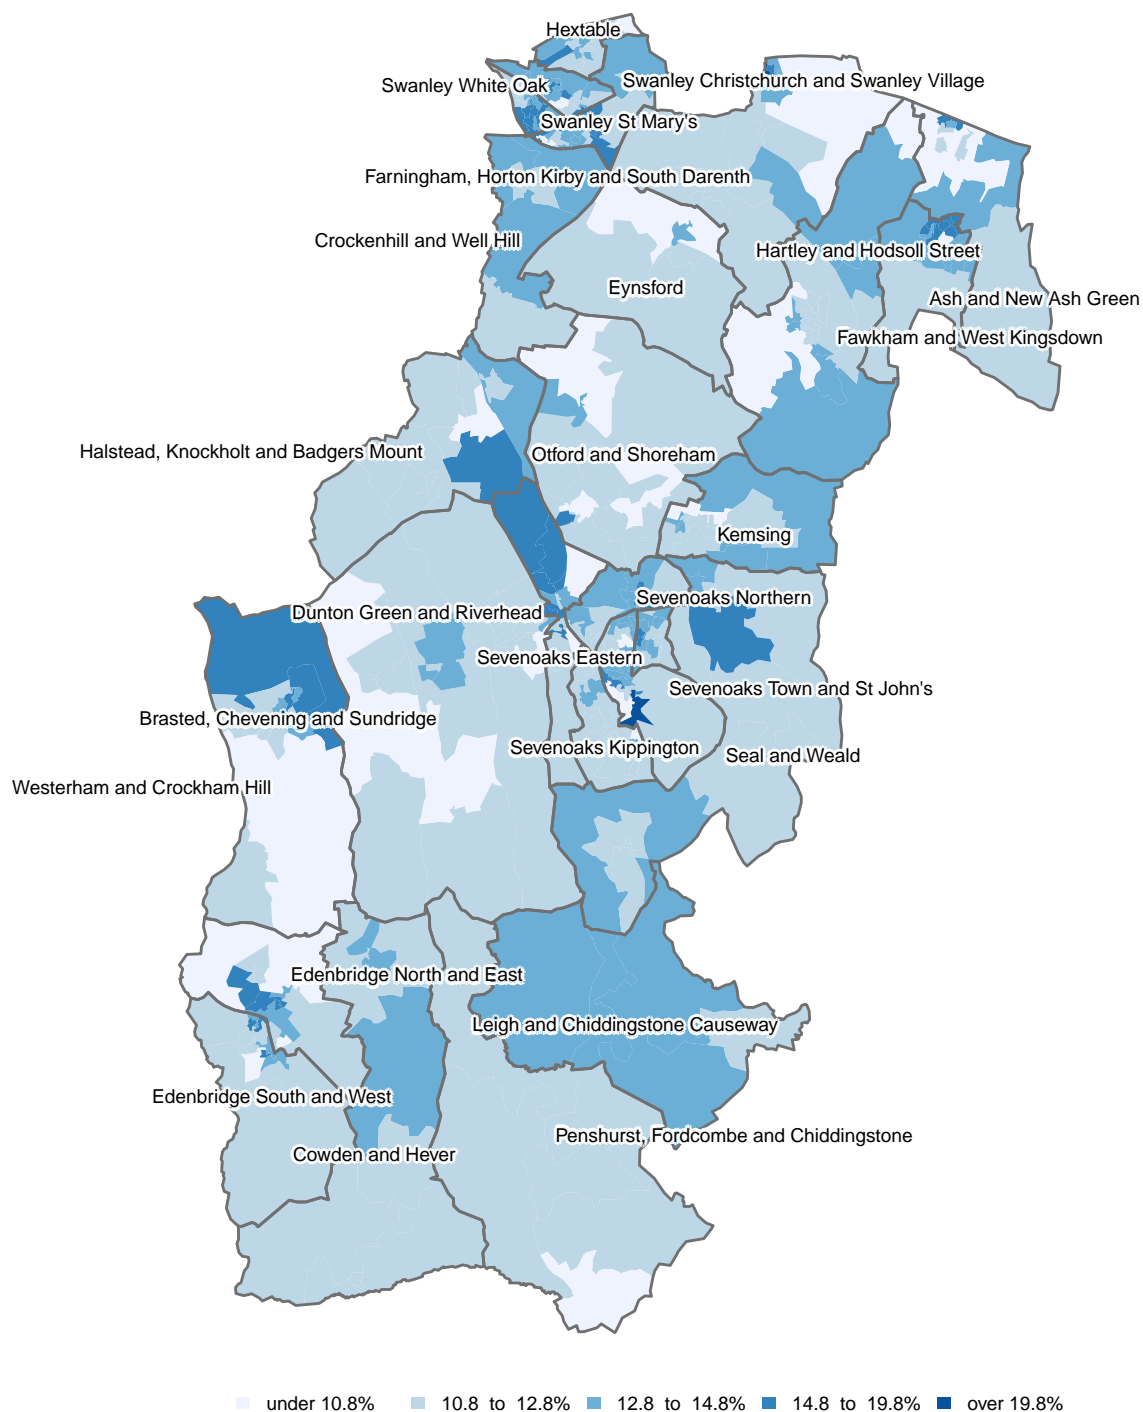 Hextable
Swanley White Oak
Swanley Christchurch and Swanley Village
Swanley St Mary's
Farningham, Horton Kirby and South Darenth
Crockenhill and Well Hill
Hartley and Hodsoll Street
Eynsford
Ash and New Ash Green
Fawkham and West Kingsdown
Halstead, Knockholt and Badgers Mount
Otford and Shoreham
Kemsing
Sevenoaks Northern
Dunton Green and Riverhead
Sevenoaks Eastern
Sevenoaks Town and St John's
Brasted, Chevening and Sundridge
Sevenoaks Kippington
Seal and Weald
Westerham and Crockham Hill
Edenbridge North and East
Leigh and Chiddingstone Causeway
Edenbridge South and West
Penshurst, Fordcombe and Chiddingstone
Cowden and Hever
under 10.8% 10.8 to 12.8% 12.8 to 14.8% 14.8 to 19.8% over 19.8%